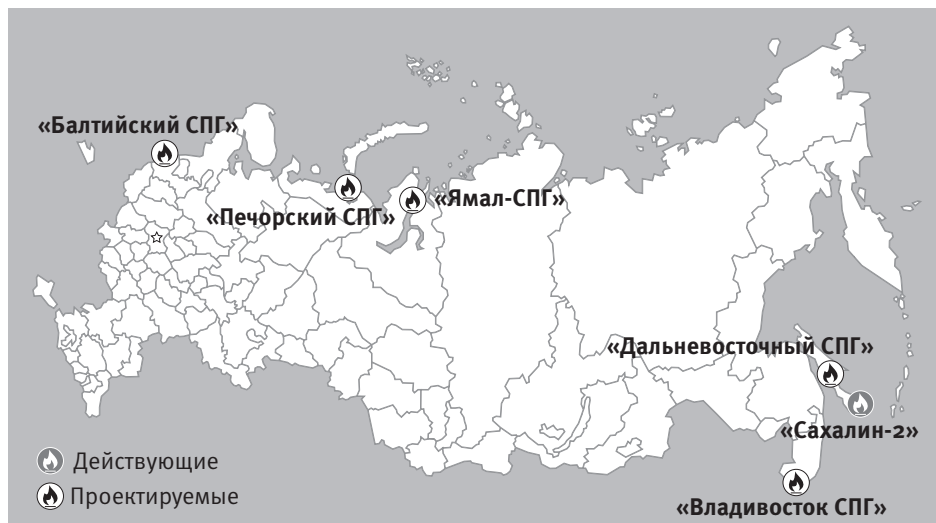 «Балтийский СПГ»
«Печорский СПГ»
«Ямал-СПГ»
«Дальневосточный СПГ»
«Сахалин-2»
«Владивосток СПГ»
Действующие
Проектируемые